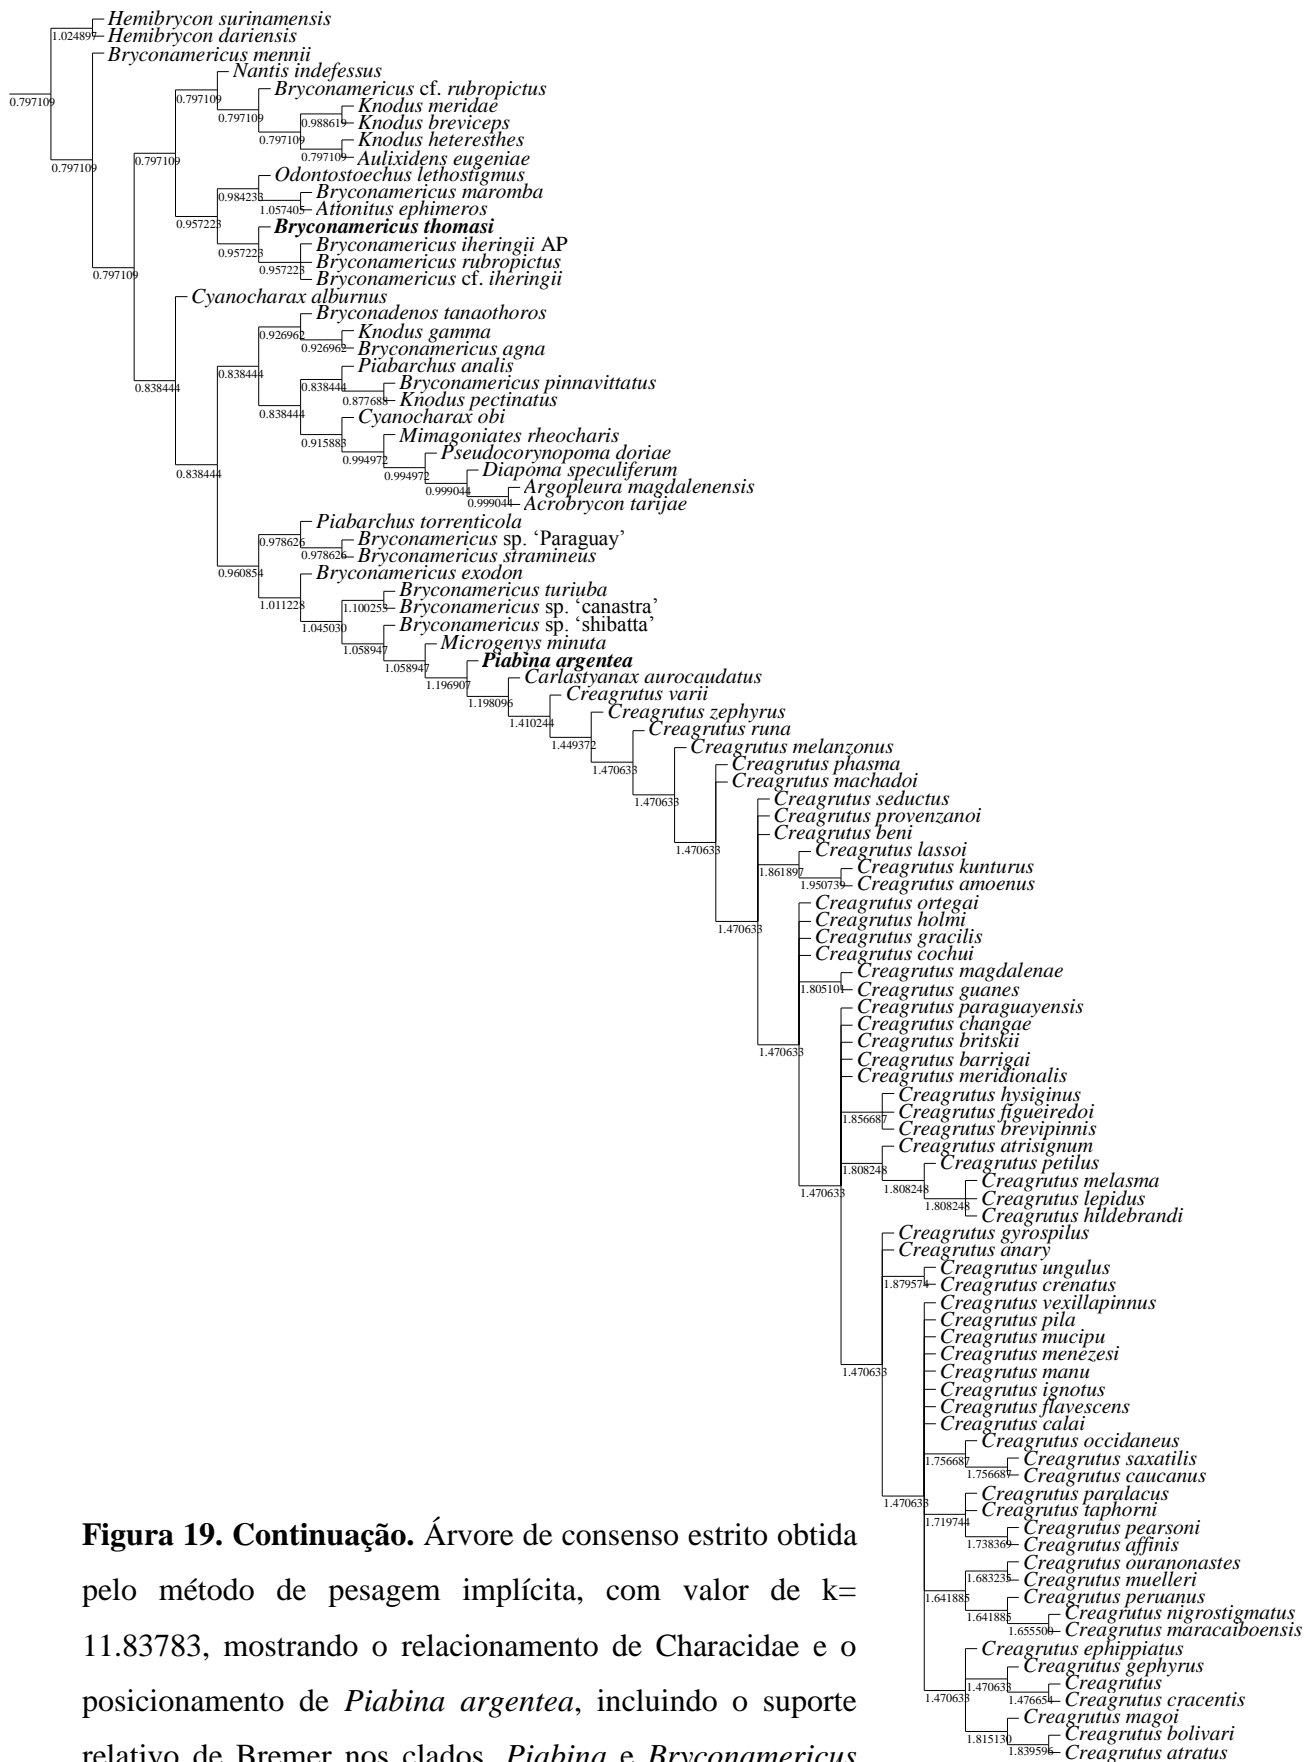 Hemibrycon surinamensis
1.024897
Hemibrycon dariensis
Bryconamericus mennii
Nantis indefessus
0.797109
Bryconamericus cf. rubropictus
0.797109
0.797109
Knodus meridae
0.988619
Knodus breviceps
0.797109
Knodus heteresthes
0.797109
Aulixidens eugeniae
0.797109
0.797109
Odontostoechus lethostigmus
0.984233
Bryconamericus maromba
1.057405
Attonitus ephimeros
0.957223
Bryconamericus thomasi
0.957223
Bryconamericus iheringii AP
Bryconamericus rubropictus
0.957223
Bryconamericus cf. iheringii
0.797109
Cyanocharax alburnus
Bryconadenos tanaothoros
0.926962
Knodus gamma
0.926962
Bryconamericus agna
0.838444
Piabarchus analis
0.838444
0.838444
Bryconamericus pinnavittatus
0.877688
Knodus pectinatus
0.838444
Cyanocharax obi
0.915883
Mimagoniates rheocharis
0.994972
Pseudocorynopoma doriae
0.994972
Diapoma speculiferum
0.838444
0.999044
Argopleura magdalenensis
0.999044
Acrobrycon tarijae
Piabarchus torrenticola
0.978626
Bryconamericus sp. ‘Paraguay’
0.978626
Bryconamericus stramineus
0.960854
Bryconamericus exodon
1.011228
Bryconamericus turiuba
1.100253
Bryconamericus sp. ‘canastra’
1.045030
Bryconamericus sp. ‘shibatta’
1.058947
Microgenys minuta
1.058947
Piabina argentea
1.196907
Carlastyanax aurocaudatus
1.198096
Creagrutus varii
1.410244
Creagrutus zephyrus
1.449372
Creagrutus runa
1.470633
Creagrutus melanzonus
1.470633
Creagrutus phasma
Creagrutus machadoi
1.470633
Creagrutus seductus
Creagrutus provenzanoi
Creagrutus beni
Creagrutus lassoi
1.861897
Creagrutus kunturus
1.950739
Creagrutus amoenus
1.470633
Creagrutus ortegai
Creagrutus holmi
Creagrutus gracilis
Creagrutus cochui
Creagrutus magdalenae
1.805101
Creagrutus guanes
1.470633
Creagrutus paraguayensis
Creagrutus changae
Creagrutus britskii
Creagrutus barrigai
Creagrutus meridionalis
Creagrutus hysiginus
1.856687
Creagrutus figueiredoi
Creagrutus brevipinnis
Creagrutus atrisignum
1.808248
Creagrutus petilus
1.808248
Creagrutus melasma
1.808248
Creagrutus lepidus
Creagrutus hildebrandi
1.470633
Creagrutus gyrospilus
Creagrutus anary
Creagrutus ungulus
1.879574
Creagrutus crenatus
1.470633
Creagrutus vexillapinnus
Creagrutus pila
Creagrutus mucipu
Creagrutus menezesi
Creagrutus manu
Creagrutus ignotus
Creagrutus flavescens
Creagrutus calai
Creagrutus occidaneus
1.756687
Creagrutus saxatilis
1.756687
Creagrutus caucanus
1.470633
Creagrutus paralacus
Creagrutus taphorni
1.719744
Creagrutus pearsoni
1.738369
Creagrutus affinis
Creagrutus ouranonastes
1.683235
Creagrutus muelleri
1.641885
Creagrutus peruanus
1.641885
Creagrutus nigrostigmatus
1.655509
Creagrutus maracaiboensis
Creagrutus ephippiatus
1.470633
Creagrutus gephyrus
1.470633
Creagrutus
1.476654
Creagrutus cracentis
Creagrutus magoi
1.815130
Creagrutus bolivari
1.839596
Creagrutus atratus
Figura 19. Continuação. Árvore de consenso estrito obtida
pelo método de pesagem implícita, com valor de k=
11.83783, mostrando o relacionamento de Characidae e o
posicionamento de Piabina argentea, incluindo o suporte
relativo de Bremer nos clados. Piabina e Bryconamericus